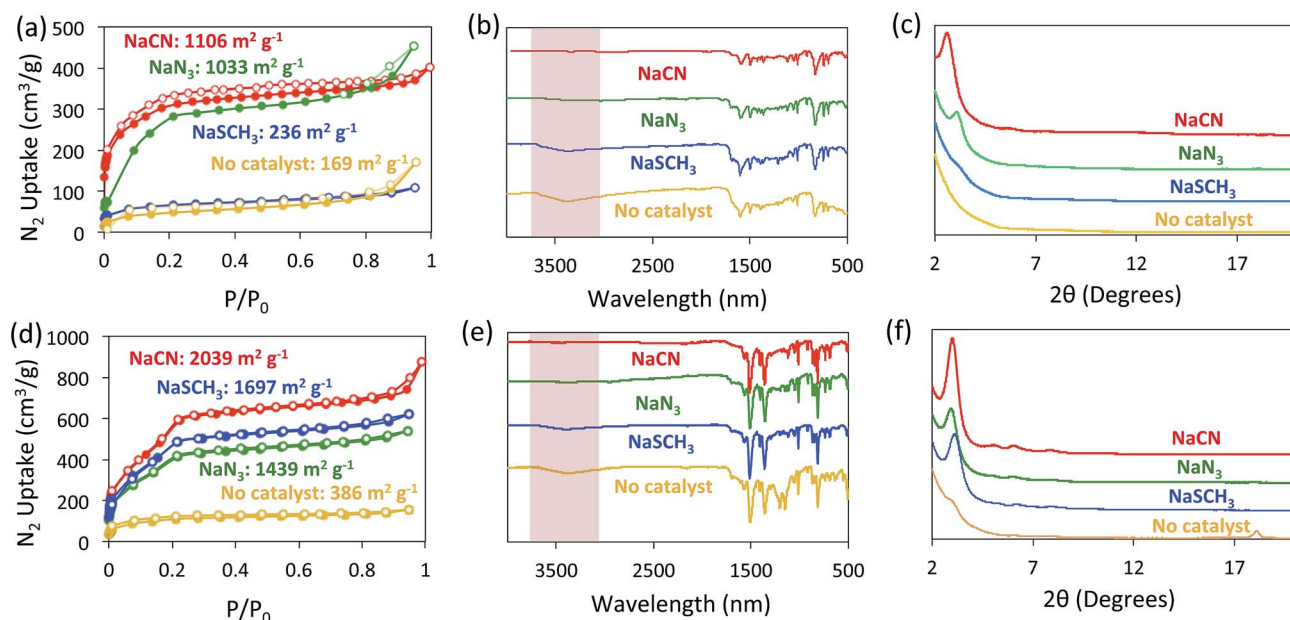 (a)
500
400
300
200
100
0
N₂ Uptake (cm³/g)
NaCN: 1106 m² g⁻¹
NaN₃: 1033 m² g⁻¹
NaSCH₃: 236 m² g⁻¹
No catalyst: 169 m² g⁻¹
0 0.2 0.4 0.6 0.8 1
P/P₀
(b)
NaCN
NaN₃
NaSCH₃
No catalyst
3500 2500 1500 500
Wavelength (nm)
(c)
NaCN
NaN₃
NaSCH₃
No catalyst
2 7 12 17
2θ (Degrees)
(d)
1000
800
600
400
200
0
N₂ Uptake (cm³/g)
NaCN: 2039 m² g⁻¹
NaSCH₃: 1697 m² g⁻¹
NaN₃: 1439 m² g⁻¹
No catalyst: 386 m² g⁻¹
0 0.2 0.4 0.6 0.8 1
P/P₀
(e)
NaCN
NaN₃
NaSCH₃
No catalyst
3500 2500 1500 500
Wavelength (nm)
(f)
NaCN
NaN₃
NaSCH₃
No catalyst
2 7 12 17
2θ (Degrees)